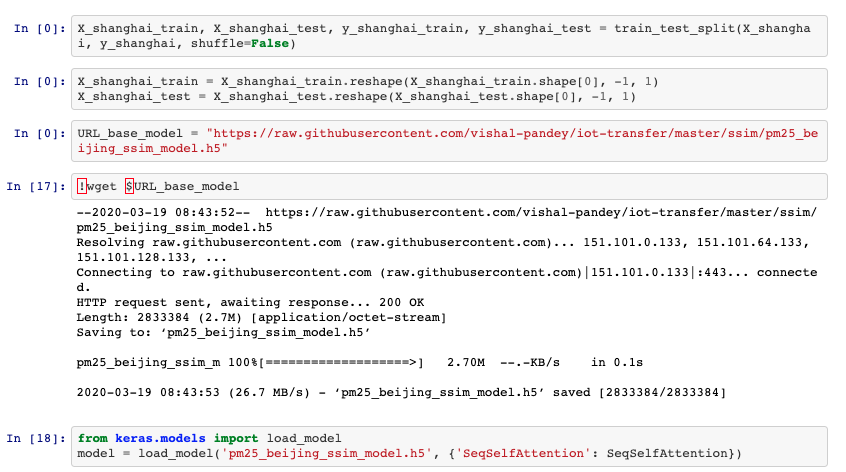 In [0]: X_shanghai_train, X_shanghai_test, y_shanghai_train, y_shanghai_test = train_test_split(X_shangha
i, y_shanghai, shuffle=False)
In [0]: X_shanghai_train = X_shanghai_train.reshape(X_shanghai_train.shape[0], -1, 1)
X_shanghai_test = X_shanghai_test.reshape(X_shanghai_test.shape[0], -1, 1)
In [0]: URL_base_model = "https://raw.githubusercontent.com/vishal-pandey/iot-transfer/master/ssim/pm25_be
ijing_ssim_model.h5"
In [17]: !wget $URL_base_model
--2020-03-19 08:43:52--  https://raw.githubusercontent.com/vishal-pandey/iot-transfer/master/ssim/
pm25_beijing_ssim_model.h5
Resolving raw.githubusercontent.com (raw.githubusercontent.com)... 151.101.0.133, 151.101.64.133,
151.101.128.133, ...
Connecting to raw.githubusercontent.com (raw.githubusercontent.com)|151.101.0.133|:443... connecte
d.
HTTP request sent, awaiting response... 200 OK
Length: 2833384 (2.7M) [application/octet-stream]
Saving to: ‘pm25_beijing_ssim_model.h5’
pm25_beijing_ssim_m 100%[===================>]   2.70M  --.-KB/s    in 0.1s
2020-03-19 08:43:53 (26.7 MB/s) - ‘pm25_beijing_ssim_model.h5’ saved [2833384/2833384]
In [18]: from keras.models import load_model
model = load_model('pm25_beijing_ssim_model.h5', {'SeqSelfAttention': SeqSelfAttention})